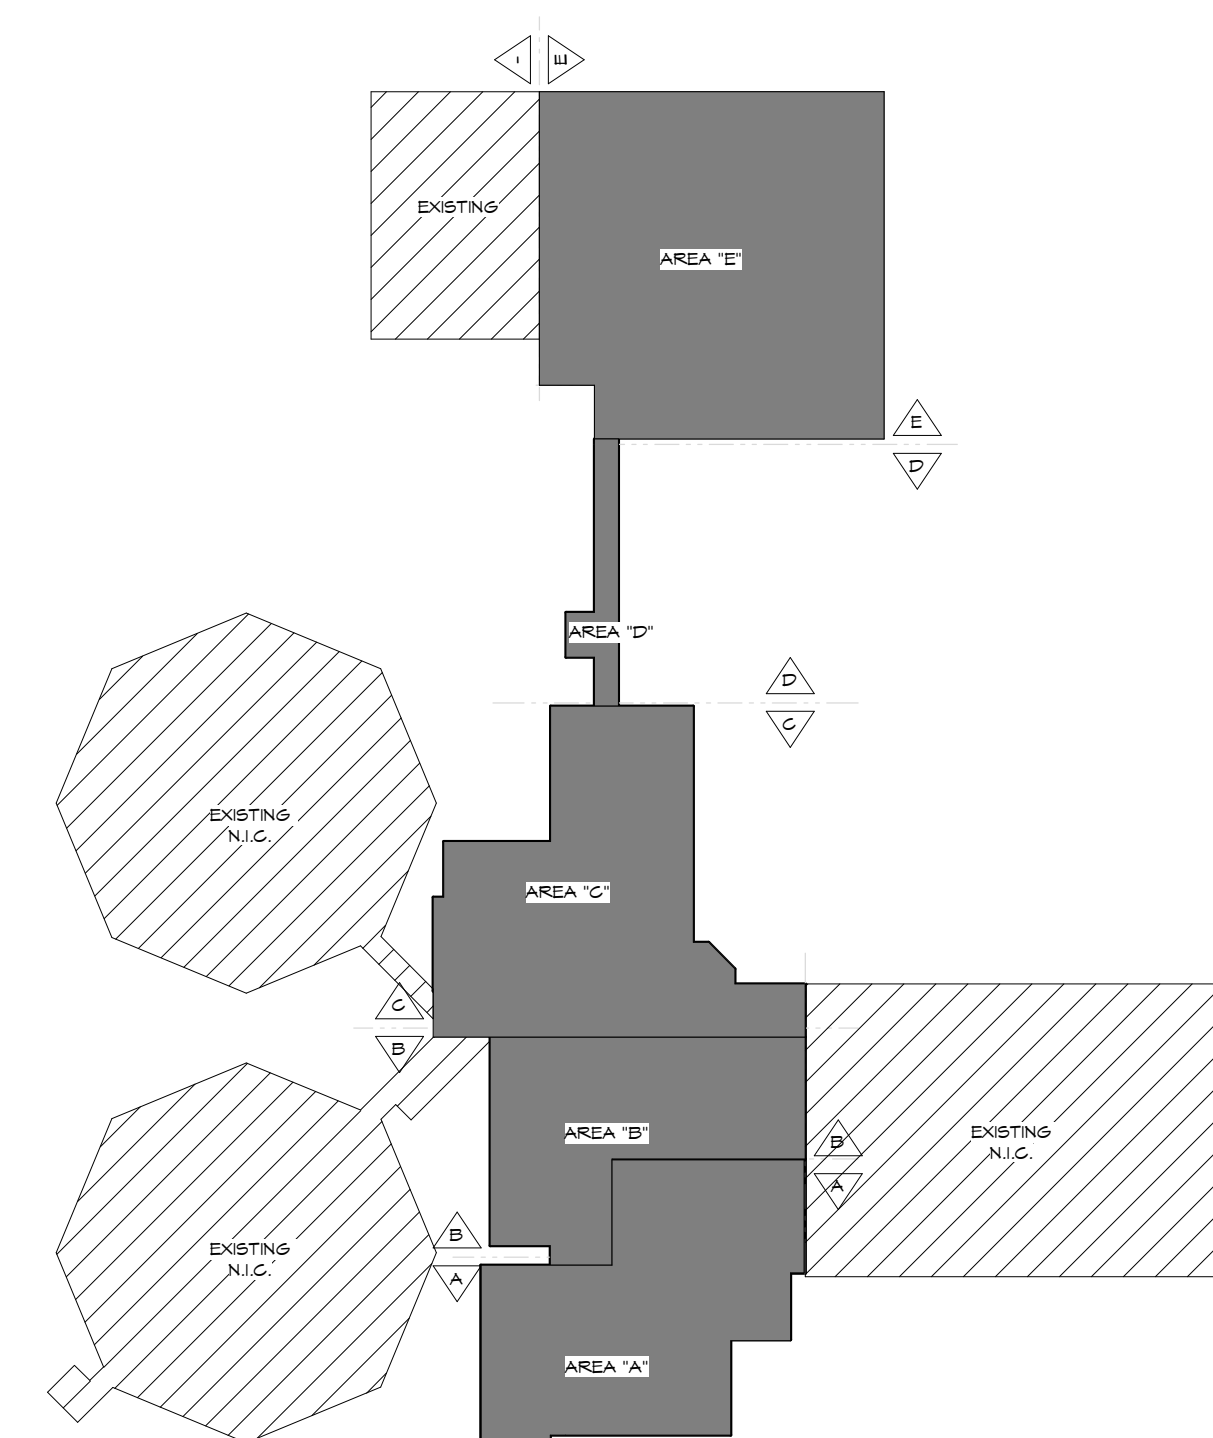 - E
EXISTING
AREA "E"
E
D
AREA "D"
D
C
EXISTING
N.I.C.
AREA "C"
C
B
AREA "B"
B
A
EXISTING
N.I.C.
B
A
EXISTING
N.I.C.
AREA "A"